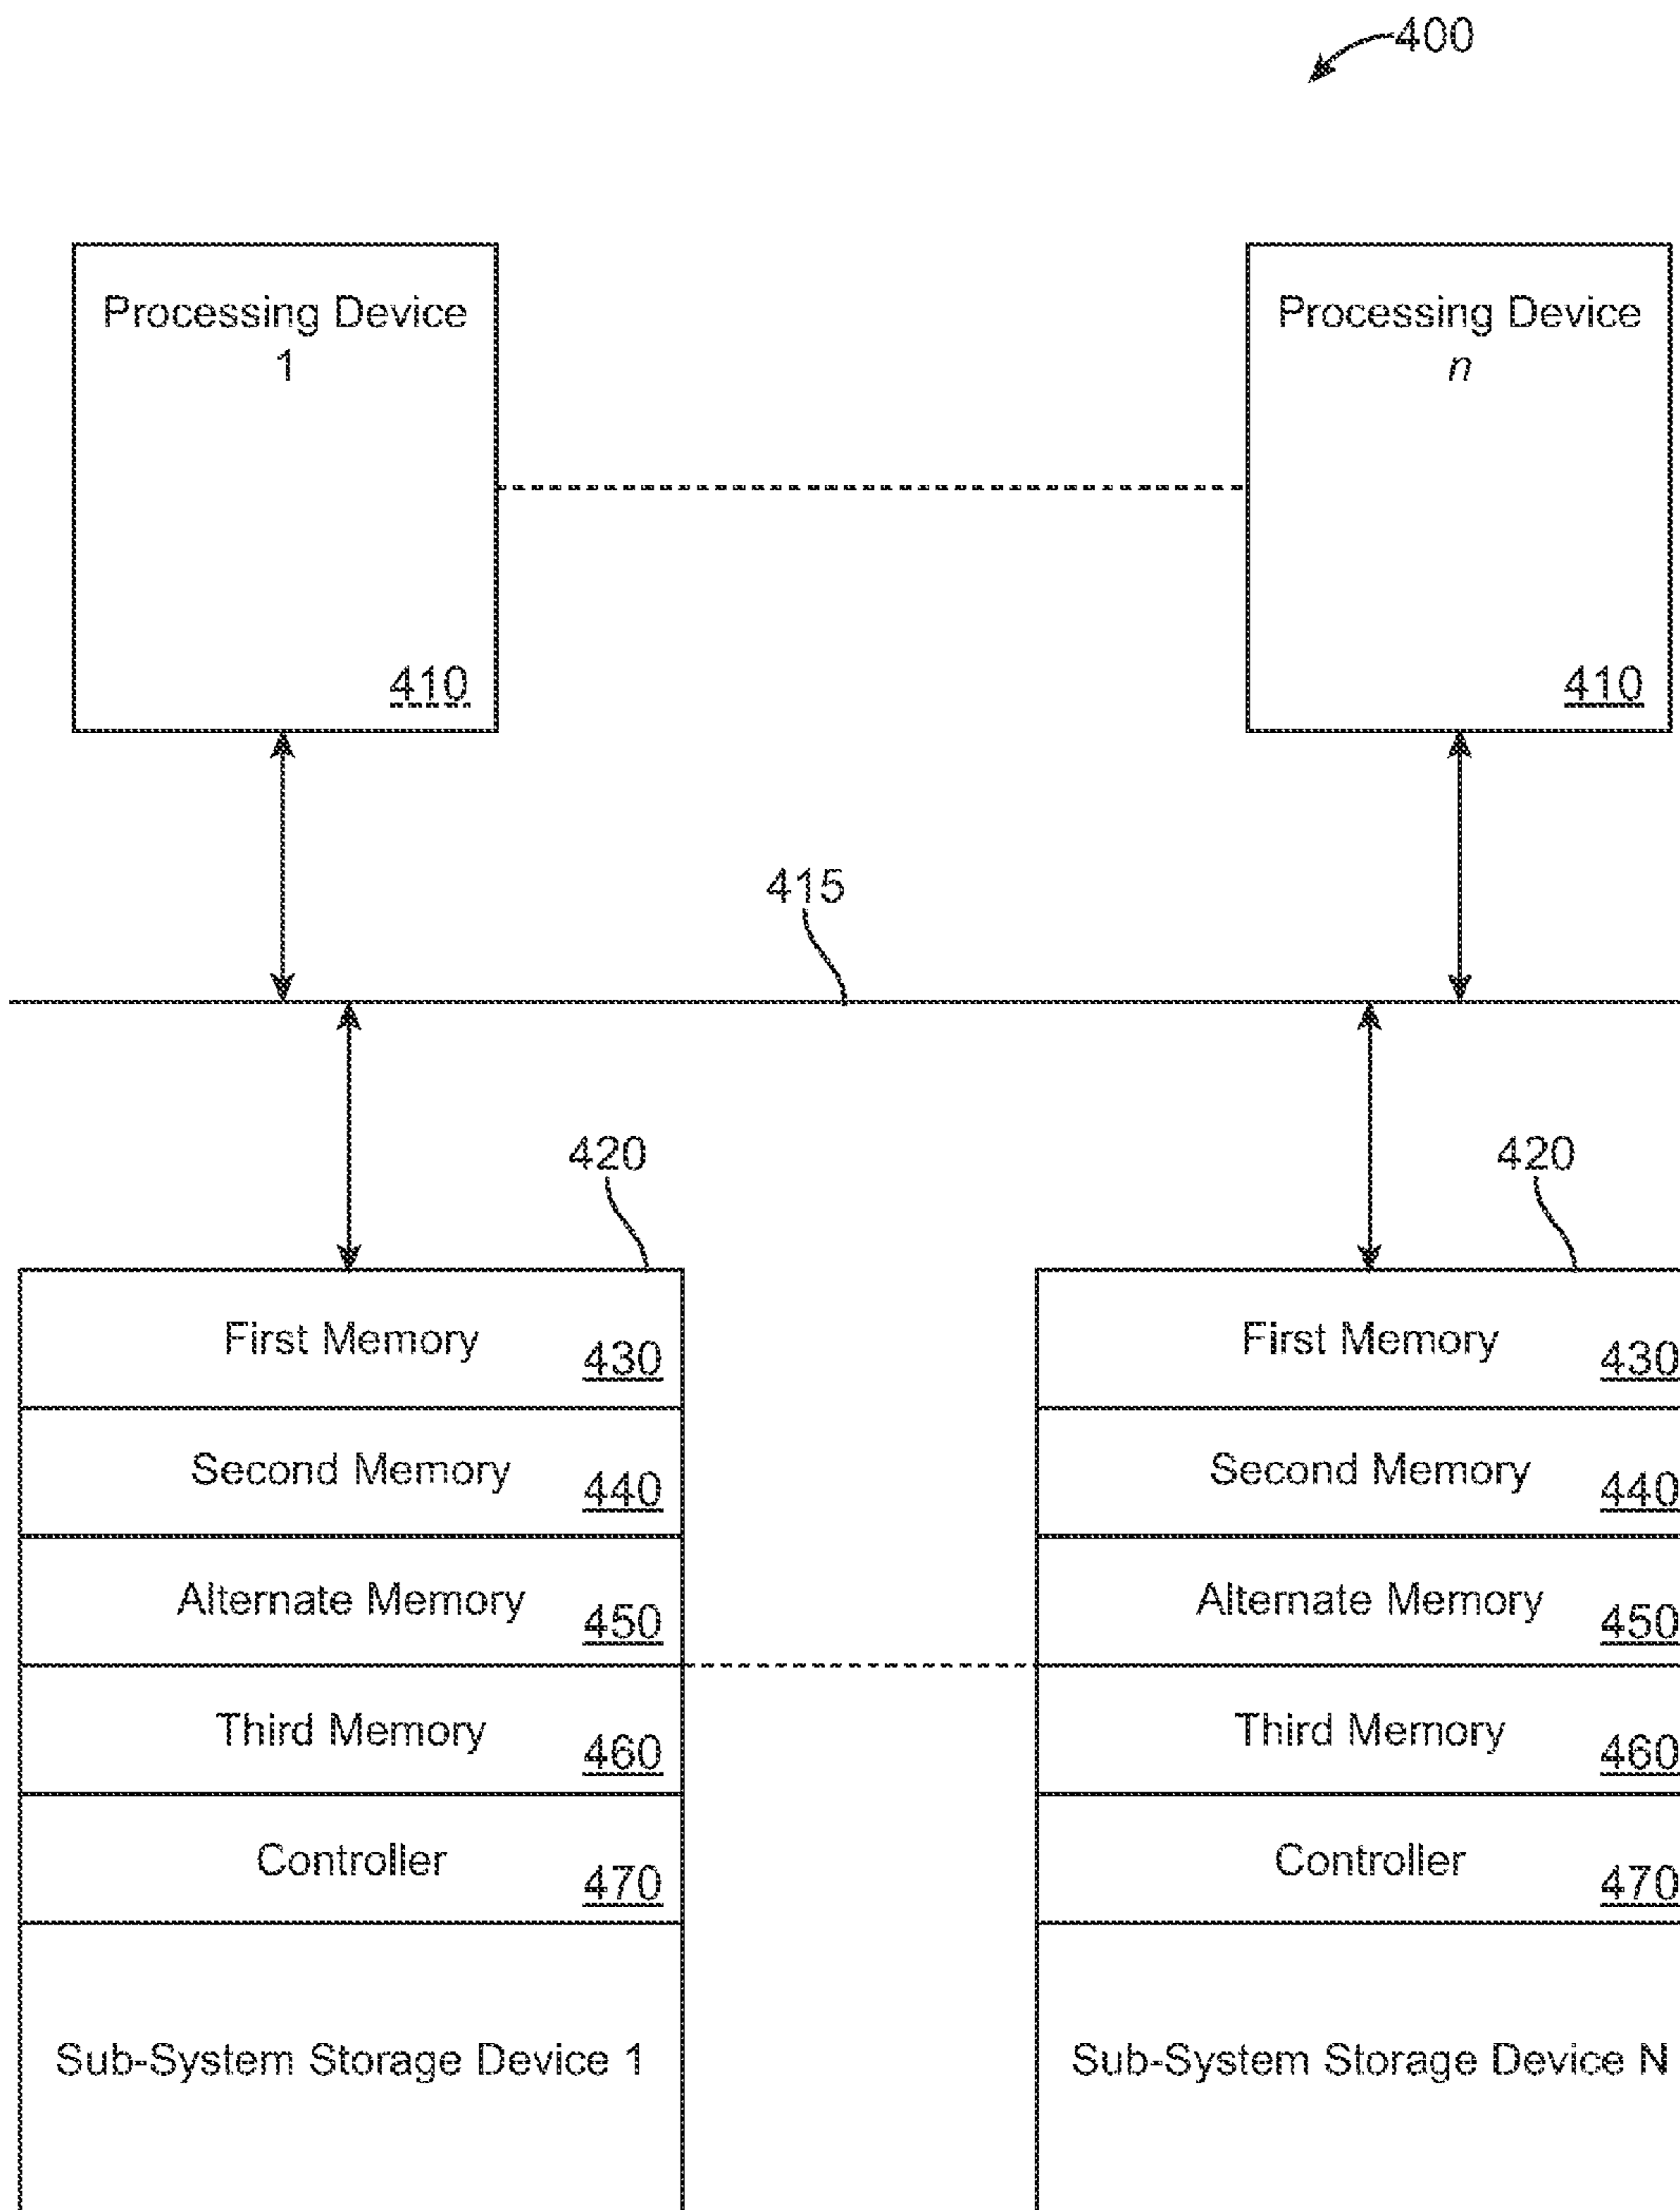 400
Processing Device
1
410
Processing Device
n
410
415
420
420
First Memory
430
Second Memory
440
Alternate Memory
450
Third Memory
460
Controller
470
Sub-System Storage Device 1
First Memory
430
Second Memory
440
Alternate Memory
450
Third Memory
460
Controller
470
Sub-System Storage Device N